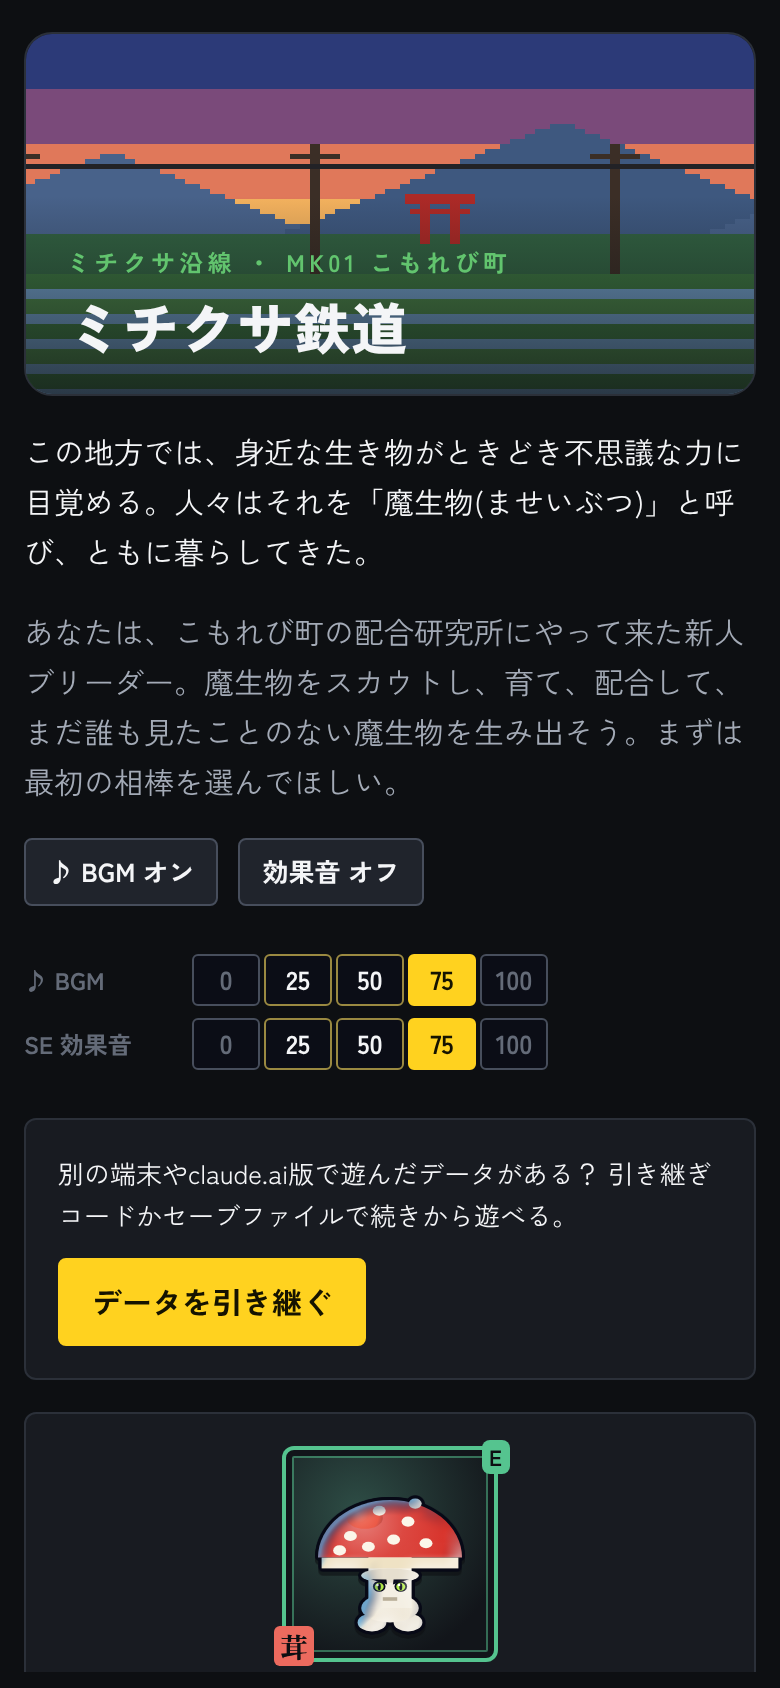 ミチクサ沿線 ・ MK01 こもれび町
ミチクサ鉄道
この地方では、身近な生き物がときどき不思議な力に
目覚める。人々はそれを「魔生物(ませいぶつ)」と呼
び、ともに暮らしてきた。
あなたは、こもれび町の配合研究所にやって来た新人
ブリーダー。魔生物をスカウトし、育て、配合して、
まだ誰も見たことのない魔生物を生み出そう。まずは
最初の相棒を選んでほしい。
♪ BGM オン 効果音 オフ
♪ BGM 0 25 50 75 100
SE 効果音 0 25 50 75 100
別の端末やclaude.ai版で遊んだデータがある？ 引き継ぎ
コードかセーブファイルで続きから遊べる。
データを引き継ぐ
E
茸